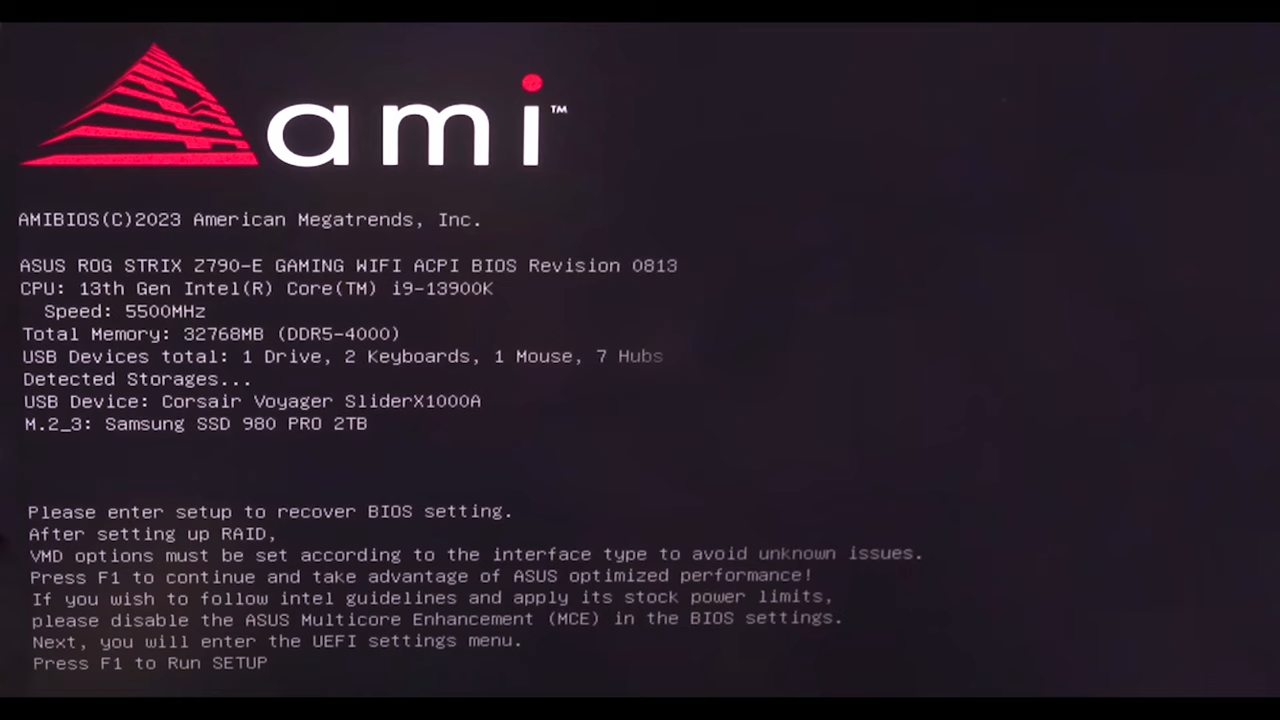 ami™
AMIBIOS(C)2023 American Megatrends, Inc.
ASUS ROG STRIX Z790-E GAMING WIFI ACPI BIOS Revision 0813
CPU: 13th Gen Intel(R) Core(TM) i9-13900K
Speed: 5500MHz
Total Memory: 32768MB (DDR5-4000)
USB Devices total: 1 Drive, 2 Keyboards, 1 Mouse, 7 Hubs
Detected Storages...
USB Device: Corsair Voyager SliderX1000A
M.2_3: Samsung SSD 980 PRO 2TB
Please enter setup to recover BIOS setting.
After setting up RAID,
VMD options must be set according to the interface type to avoid unknown issues.
Press F1 to continue and take advantage of ASUS optimized performance!
If you wish to follow intel guidelines and apply its stock power limits,
please disable the ASUS Multicore Enhancement (MCE) in the BIOS settings.
Next, you will enter the UEFI settings menu.
Press F1 to Run SETUP